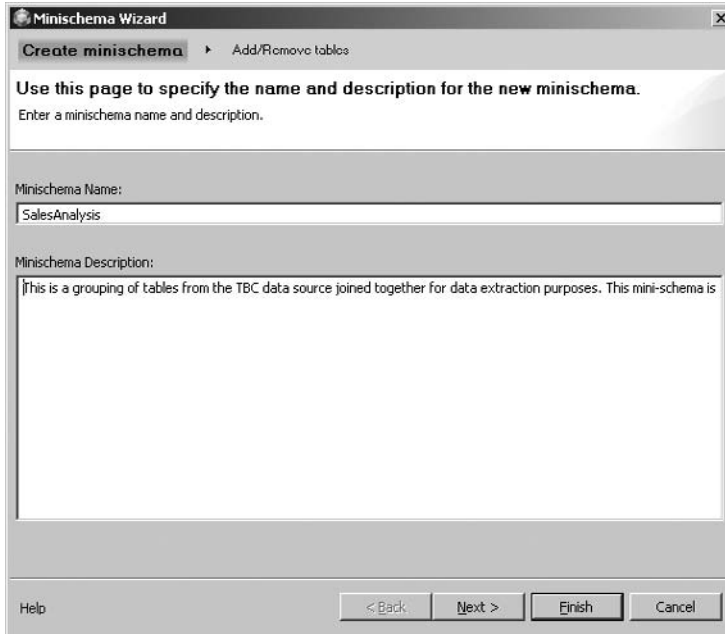 Minischema Wizard
Create minischema Add/Remove tables
Use this page to specify the name and description for the new minischema.
Enter a minischema name and description.
Minischema Name:
SalesAnalysis
Minischema Description:
This is a grouping of tables from the TBC data source joined together for data extraction purposes. This mini-schema is
Help < Back Next > Finish Cancel